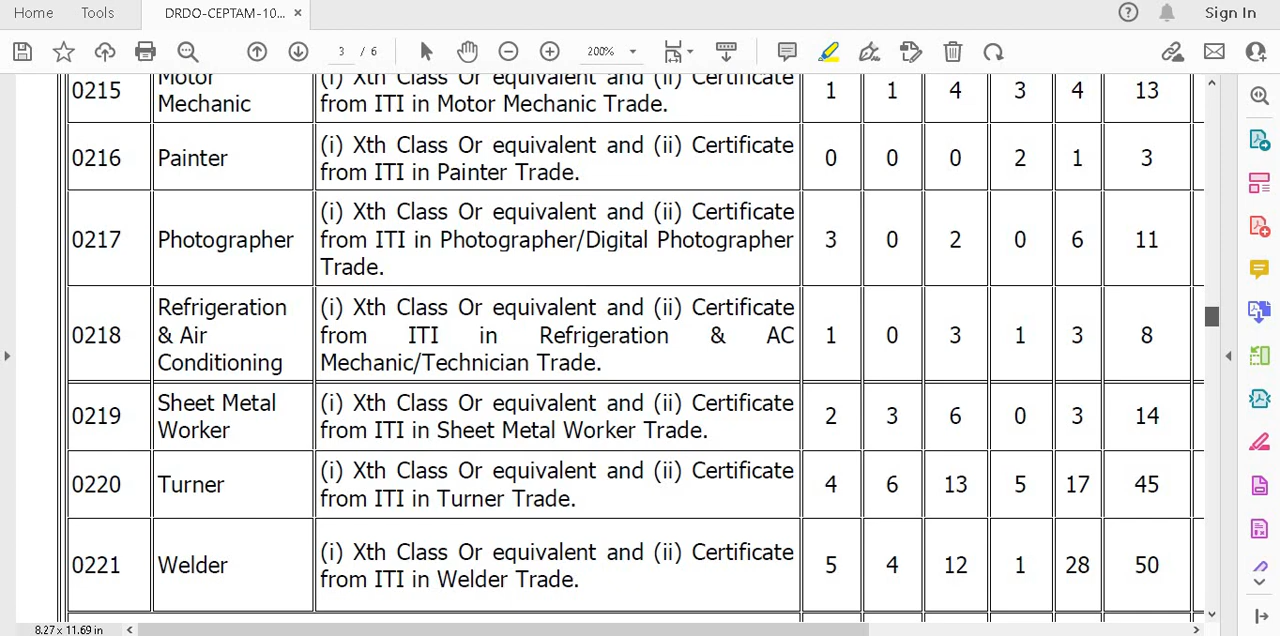 Home Tools DRDO-CEPTAM-10... × Sign In
3 / 6 200%
0215 Motor Mechanic (i) Xth Class Or equivalent and (ii) Certificate from ITI in Motor Mechanic Trade. 1 1 4 3 4 13
0216 Painter (i) Xth Class Or equivalent and (ii) Certificate from ITI in Painter Trade. 0 0 0 2 1 3
0217 Photographer (i) Xth Class Or equivalent and (ii) Certificate from ITI in Photographer/Digital Photographer Trade. 3 0 2 0 6 11
0218 Refrigeration & Air Conditioning (i) Xth Class Or equivalent and (ii) Certificate from ITI in Refrigeration & AC Mechanic/Technician Trade. 1 0 3 1 3 8
0219 Sheet Metal Worker (i) Xth Class Or equivalent and (ii) Certificate from ITI in Sheet Metal Worker Trade. 2 3 6 0 3 14
0220 Turner (i) Xth Class Or equivalent and (ii) Certificate from ITI in Turner Trade. 4 6 13 5 17 45
0221 Welder (i) Xth Class Or equivalent and (ii) Certificate from ITI in Welder Trade. 5 4 12 1 28 50
8.27 x 11.69 in